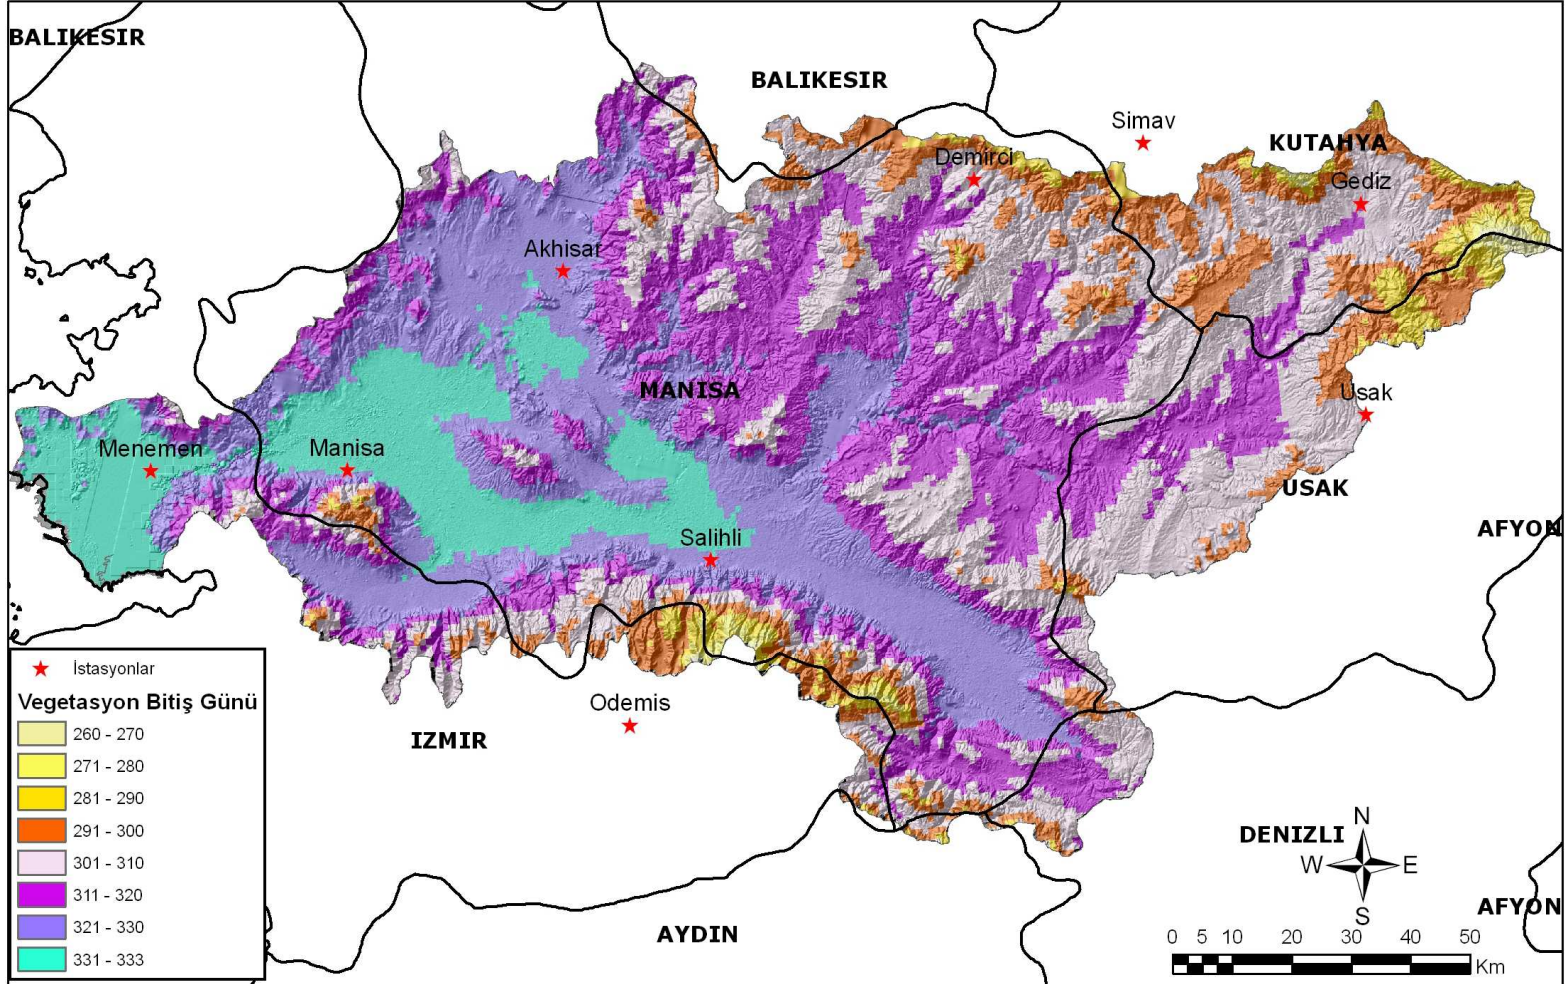 BALIKESIR
BALIKESIR
Simav
KUTAHYA
Demirci
Gediz
Akhisar
MANISA
Usak
Menemen
Manisa
USAK
AFYON
Salihli
Odemis
IZMIR
İstasyonlar
Vegetasyon Bitiş Günü
260 - 270
271 - 280
281 - 290
291 - 300
301 - 310
311 - 320
321 - 330
331 - 333
DENIZLI
N
W E
S
AFYON
AYDIN
0 5 10 20 30 40 50
Km